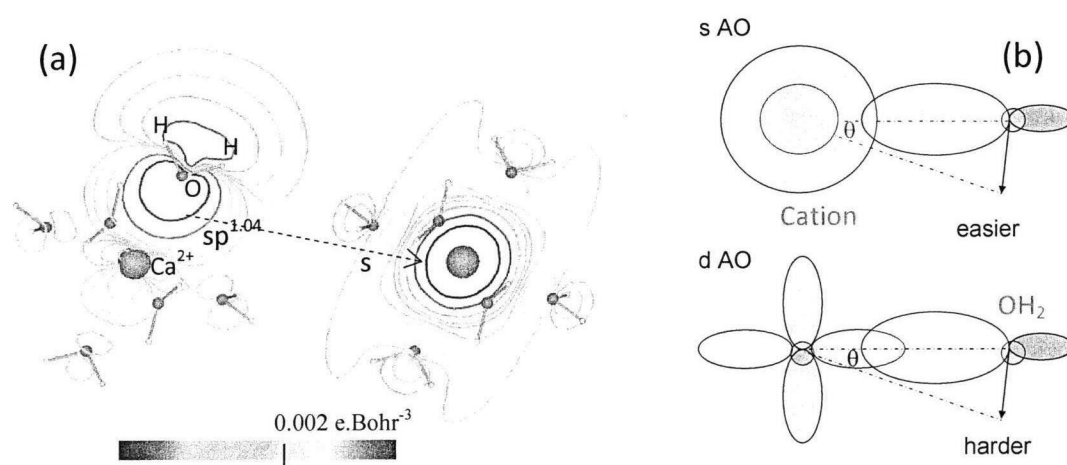 (a)
H
H
O
sp1.04
s
Ca2+
0.002 e.Bohr-3
(b)
s AO
θ
Cation
easier
d AO
OH2
θ
harder